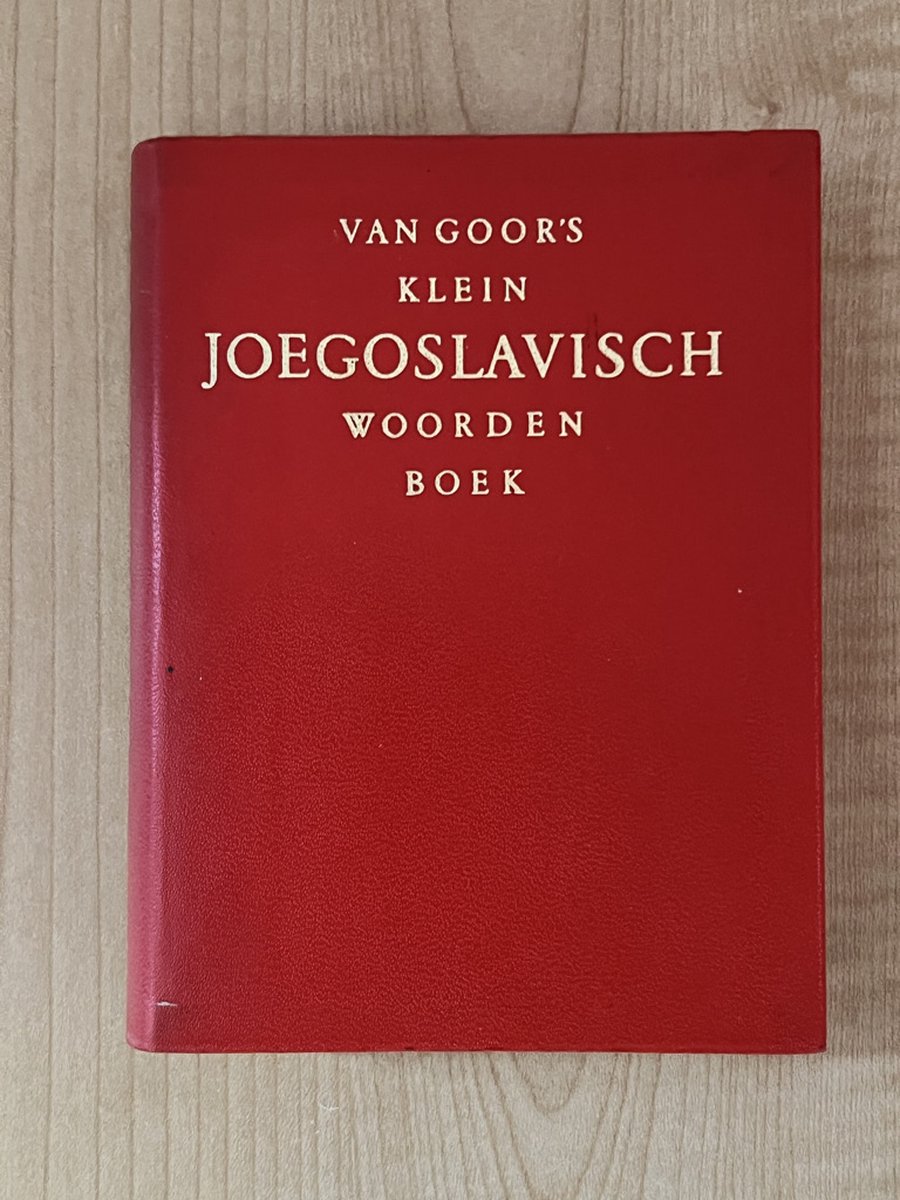 VAN GOOR'S
KLEIN
JOEGOSLAVISCH
WOORDEN
BOEK